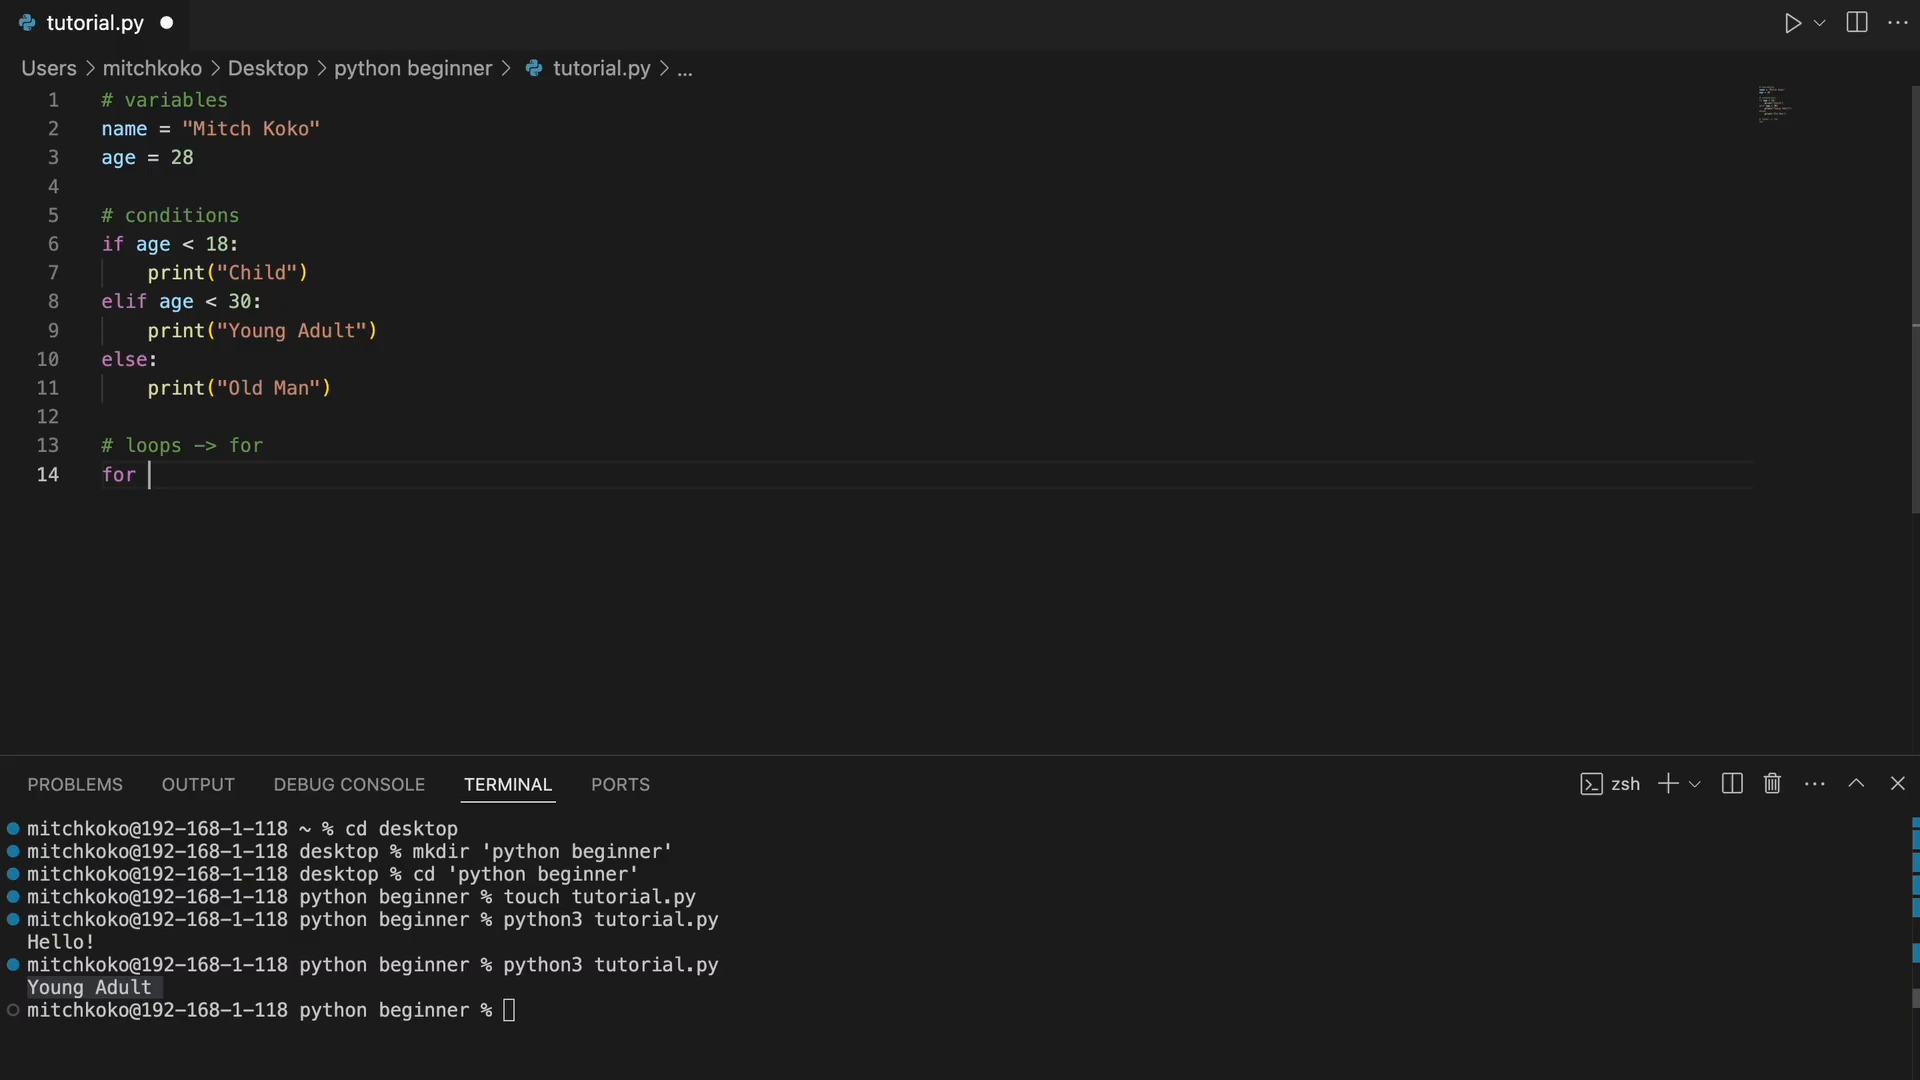 tutorial.py
Users > mitchkoko > Desktop > python beginner > tutorial.py > ...
1 # variables
2 name = "Mitch Koko"
3 age = 28
4
5 # conditions
6 if age < 18:
7     print("Child")
8 elif age < 30:
9     print("Young Adult")
10 else:
11     print("Old Man")
12
13 # loops -> for
14 for
PROBLEMS OUTPUT DEBUG CONSOLE TERMINAL PORTS zsh
mitchkoko@192-168-1-118 ~ % cd desktop
mitchkoko@192-168-1-118 desktop % mkdir 'python beginner'
mitchkoko@192-168-1-118 desktop % cd 'python beginner'
mitchkoko@192-168-1-118 python beginner % touch tutorial.py
mitchkoko@192-168-1-118 python beginner % python3 tutorial.py
Hello!
mitchkoko@192-168-1-118 python beginner % python3 tutorial.py
Young Adult
mitchkoko@192-168-1-118 python beginner %